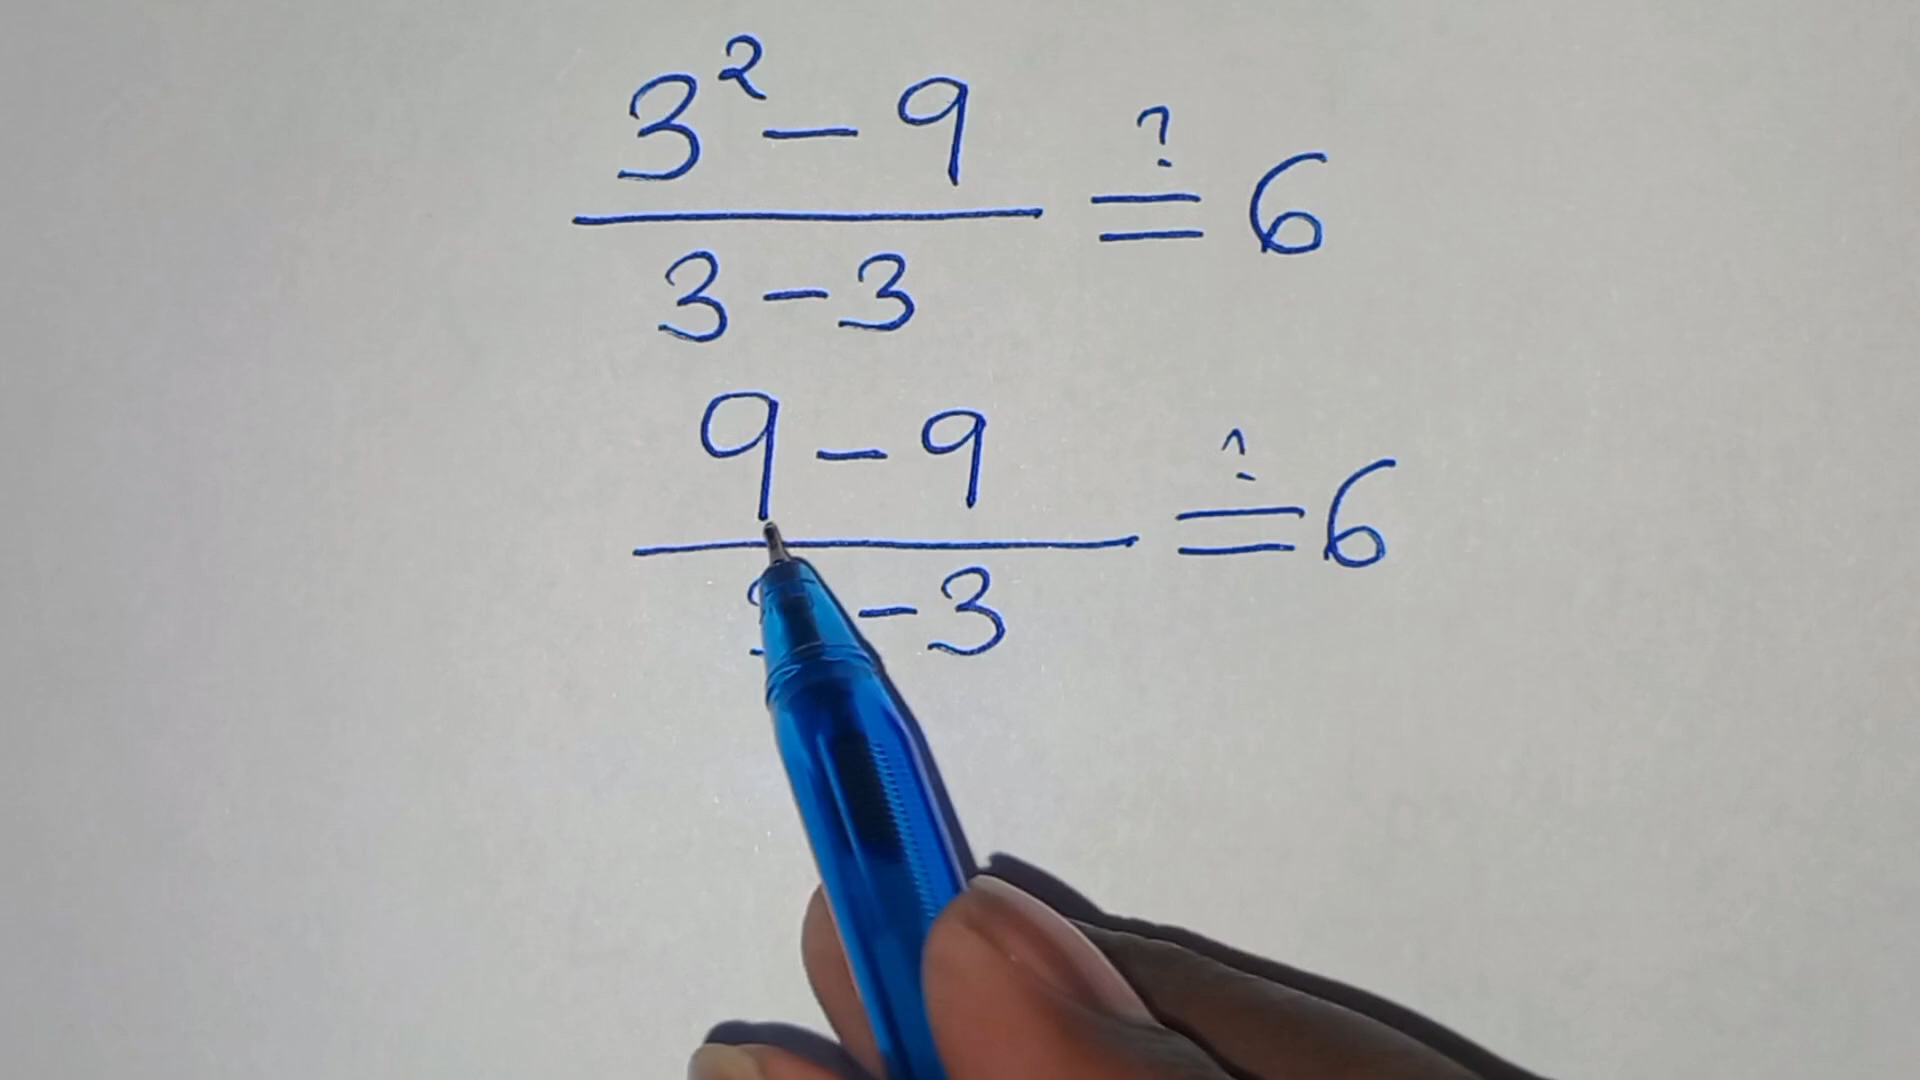 3² - 9
? = 6
3 - 3
9 - 9
? = 6
- 3